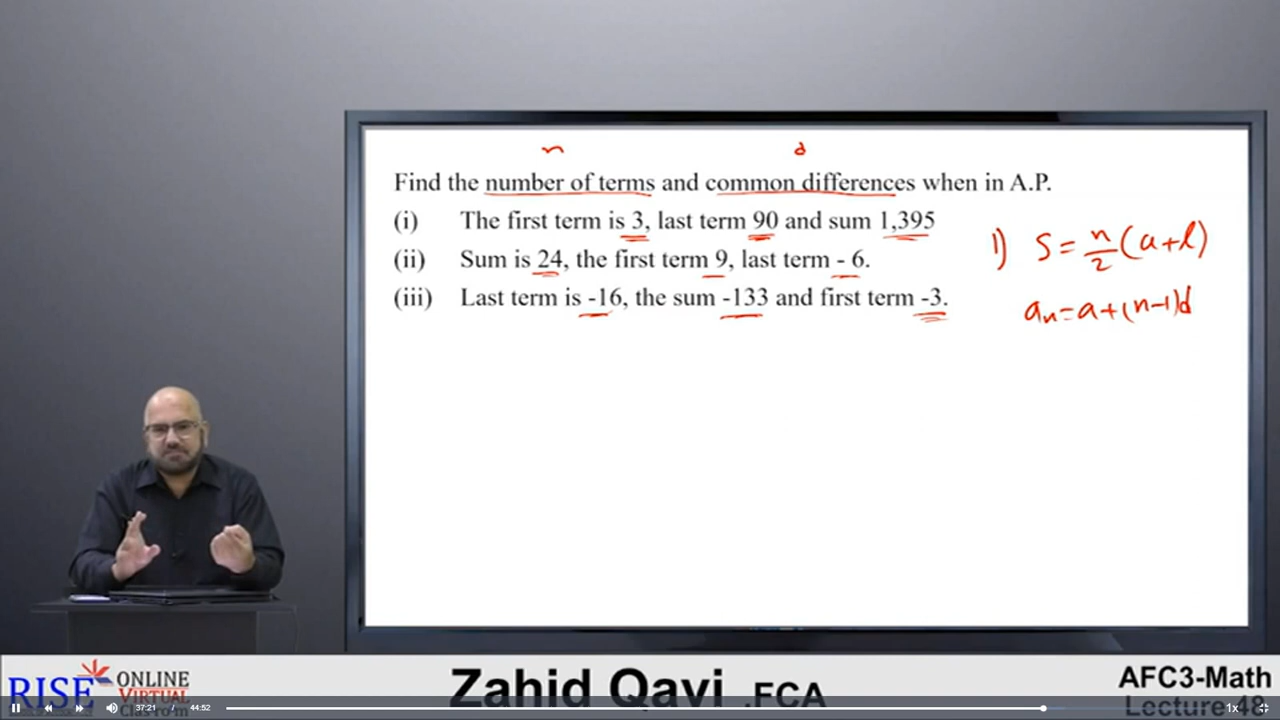 n d
Find the number of terms and common differences when in A.P.
(i) The first term is 3, last term 90 and sum 1,395
(ii) Sum is 24, the first term 9, last term - 6.
(iii) Last term is -16, the sum -133 and first term -3.
1) S = n/2 (a+l)
aₙ = a+(n-1)d
RISE ONLINE
VIRTUAL
Classroom
Zahid Qavi ,FCA
AFC3-Math
Lecture 48
37:21 / 44:52
1x